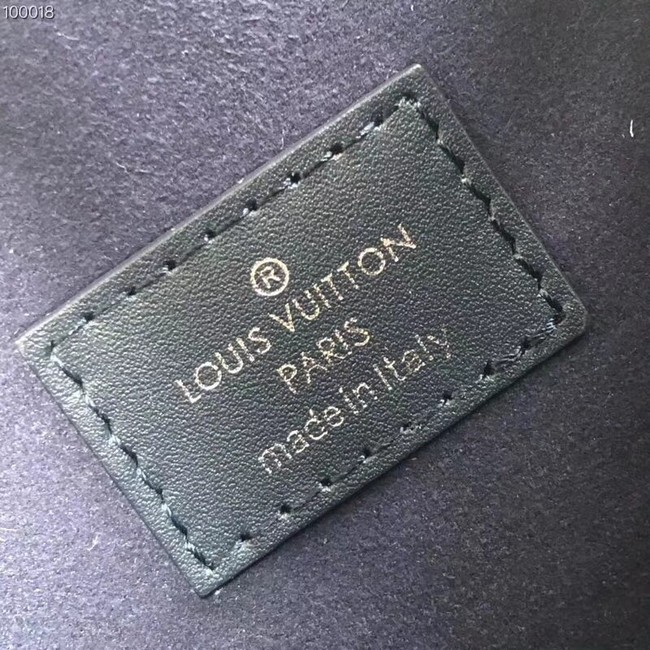 100018
®
LOUIS VUITTON
PARIS
made in Italy